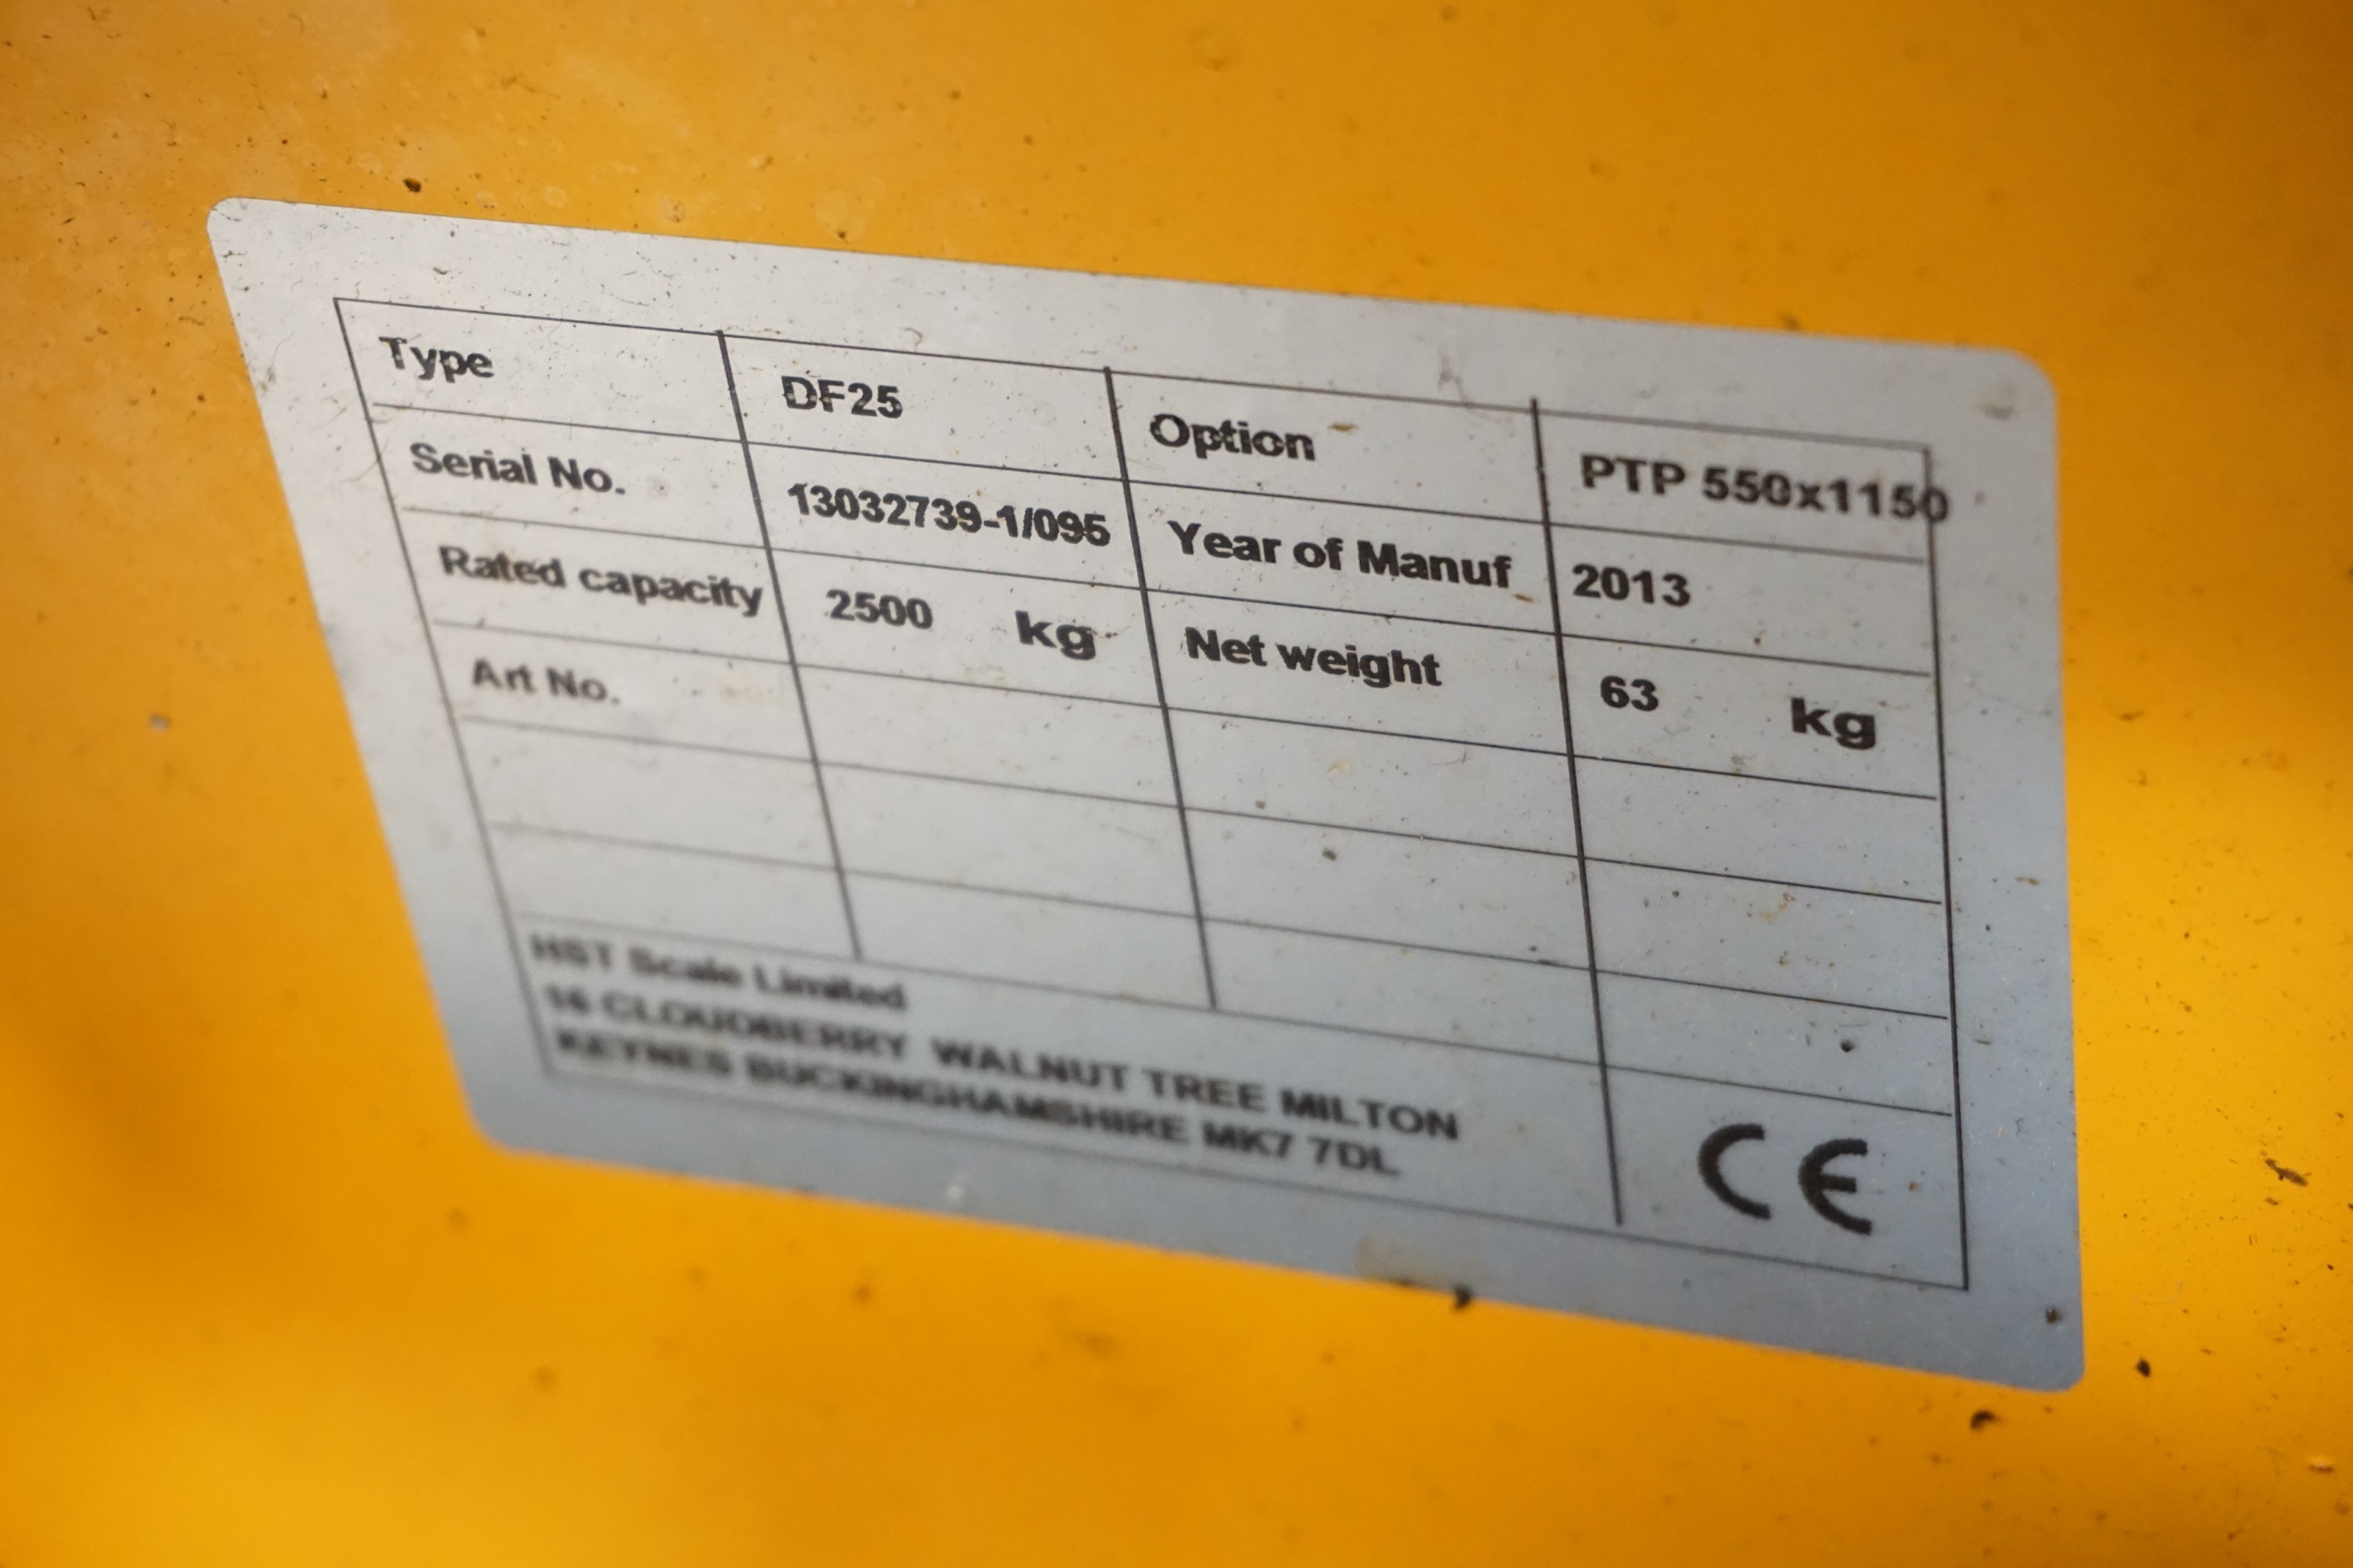 Type DF25 Option PTP 550x1150
Serial No. 13032739-1/095 Year of Manuf 2013
Rated capacity 2500 kg Net weight 63 kg
Art No.
HST Scale Limited
16 CLOUDBERRY WALNUT TREE MILTON
KEYNES BUCKINGHAMSHIRE MK7 7DL
CE